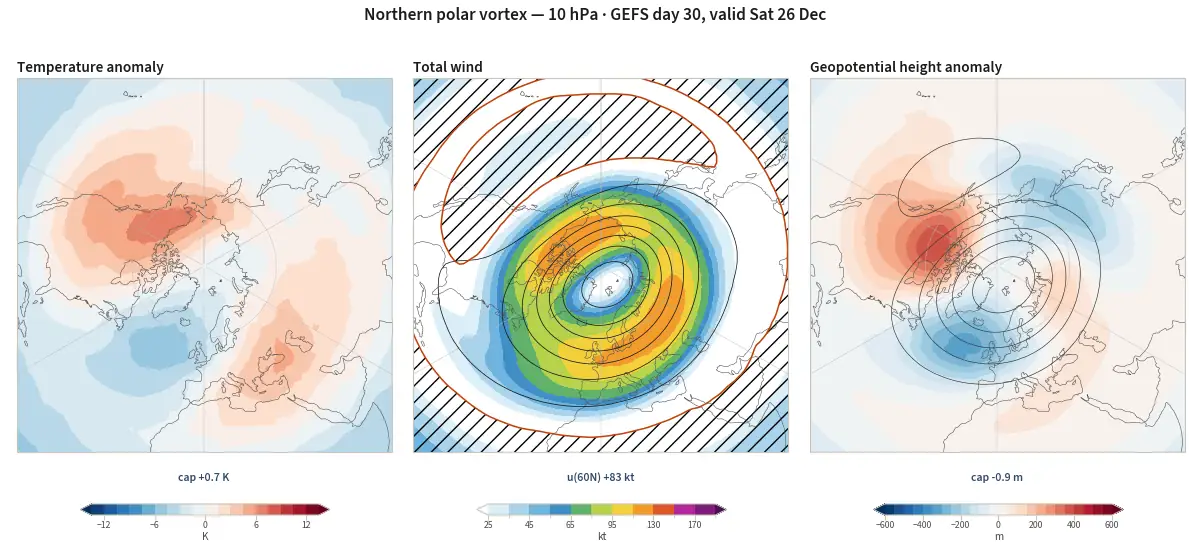 Northern polar vortex — 10 hPa · GEFS day 30, valid Sat 26 Dec
Temperature anomaly
Total wind
Geopotential height anomaly
cap +0.7 K
u(60N) +83 kt
cap -0.9 m
−12 −6 0 6 12
K
25 45 65 95 130 170
kt
−600 −400 −200 0 200 400 600
m